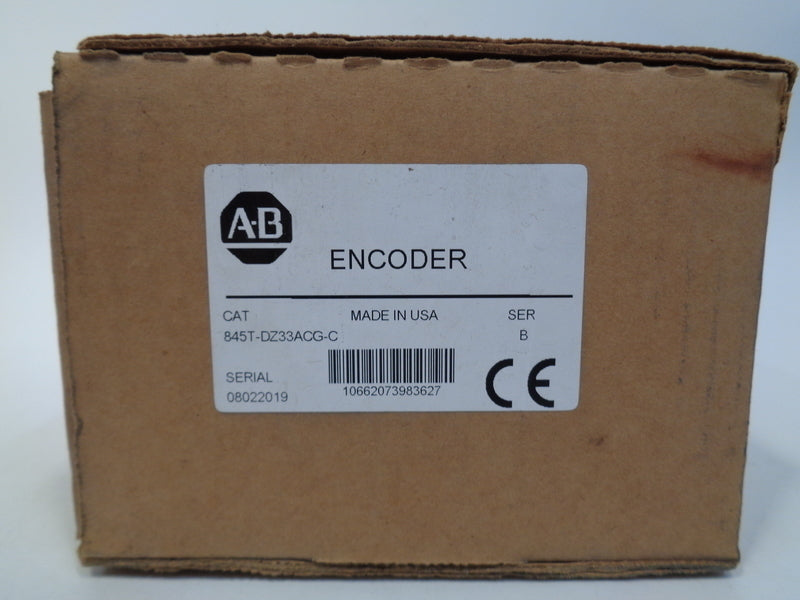 A-B
ENCODER
CAT MADE IN USA SER
845T-DZ33ACG-C B
SERIAL
08022019 10662073983627
CE